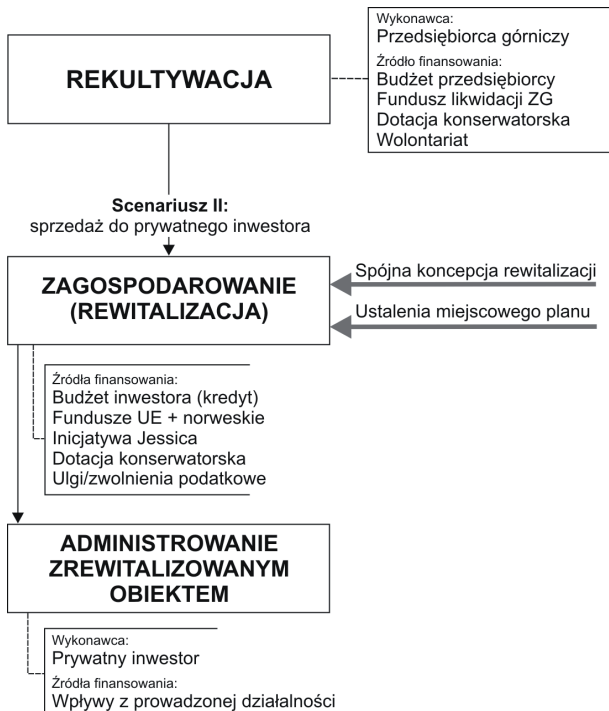 REKULTYWACJA
Wykonawca:
Przedsiębiorca górniczy
Źródło finansowania:
Budżet przedsiębiorcy
Fundusz likwidacji ZG
Dotacja konserwatorska
Wolontariat
Scenariusz II:
sprzedaż do prywatnego inwestora
ZAGOSPODAROWANIE
(REWITALIZACJA)
Spójna koncepcja rewitalizacji
Ustalenia miejscowego planu
Źródła finansowania:
Budżet inwestora (kredyt)
Fundusze UE + norweskie
Inicjatywa Jessica
Dotacja konserwatorska
Ulgi/zwolnienia podatkowe
ADMINISTROWANIE
ZREWITALIZOWANYM
OBIEKTEM
Wykonawca:
Prywatny inwestor
Źródła finansowania:
Wpływy z prowadzonej działalności